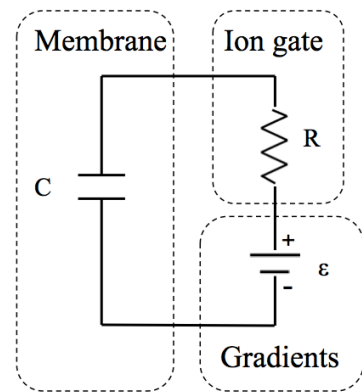 Membrane
Ion gate
R
C
+
ε
-
Gradients